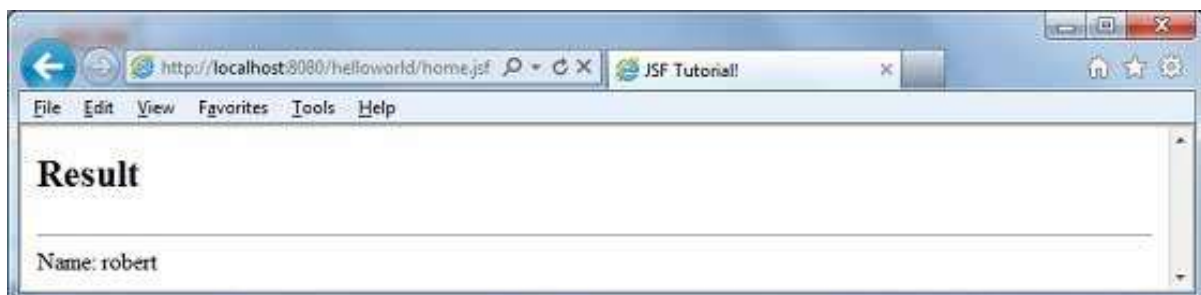 http://localhost:8080/helloworld/home.jsf
JSF Tutorial!
File Edit View Favorites Tools Help
Result
Name: robert